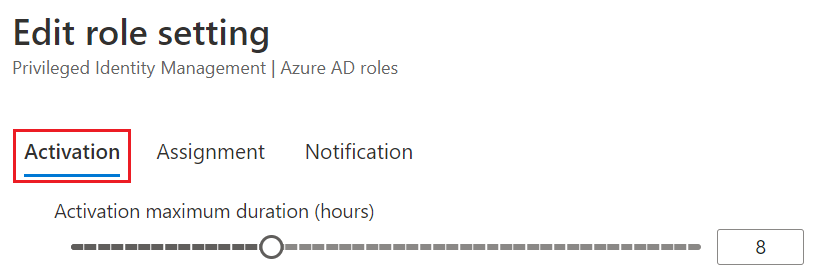 Edit role setting
Privileged Identity Management | Azure AD roles
Activation Assignment Notification
Activation maximum duration (hours)
8